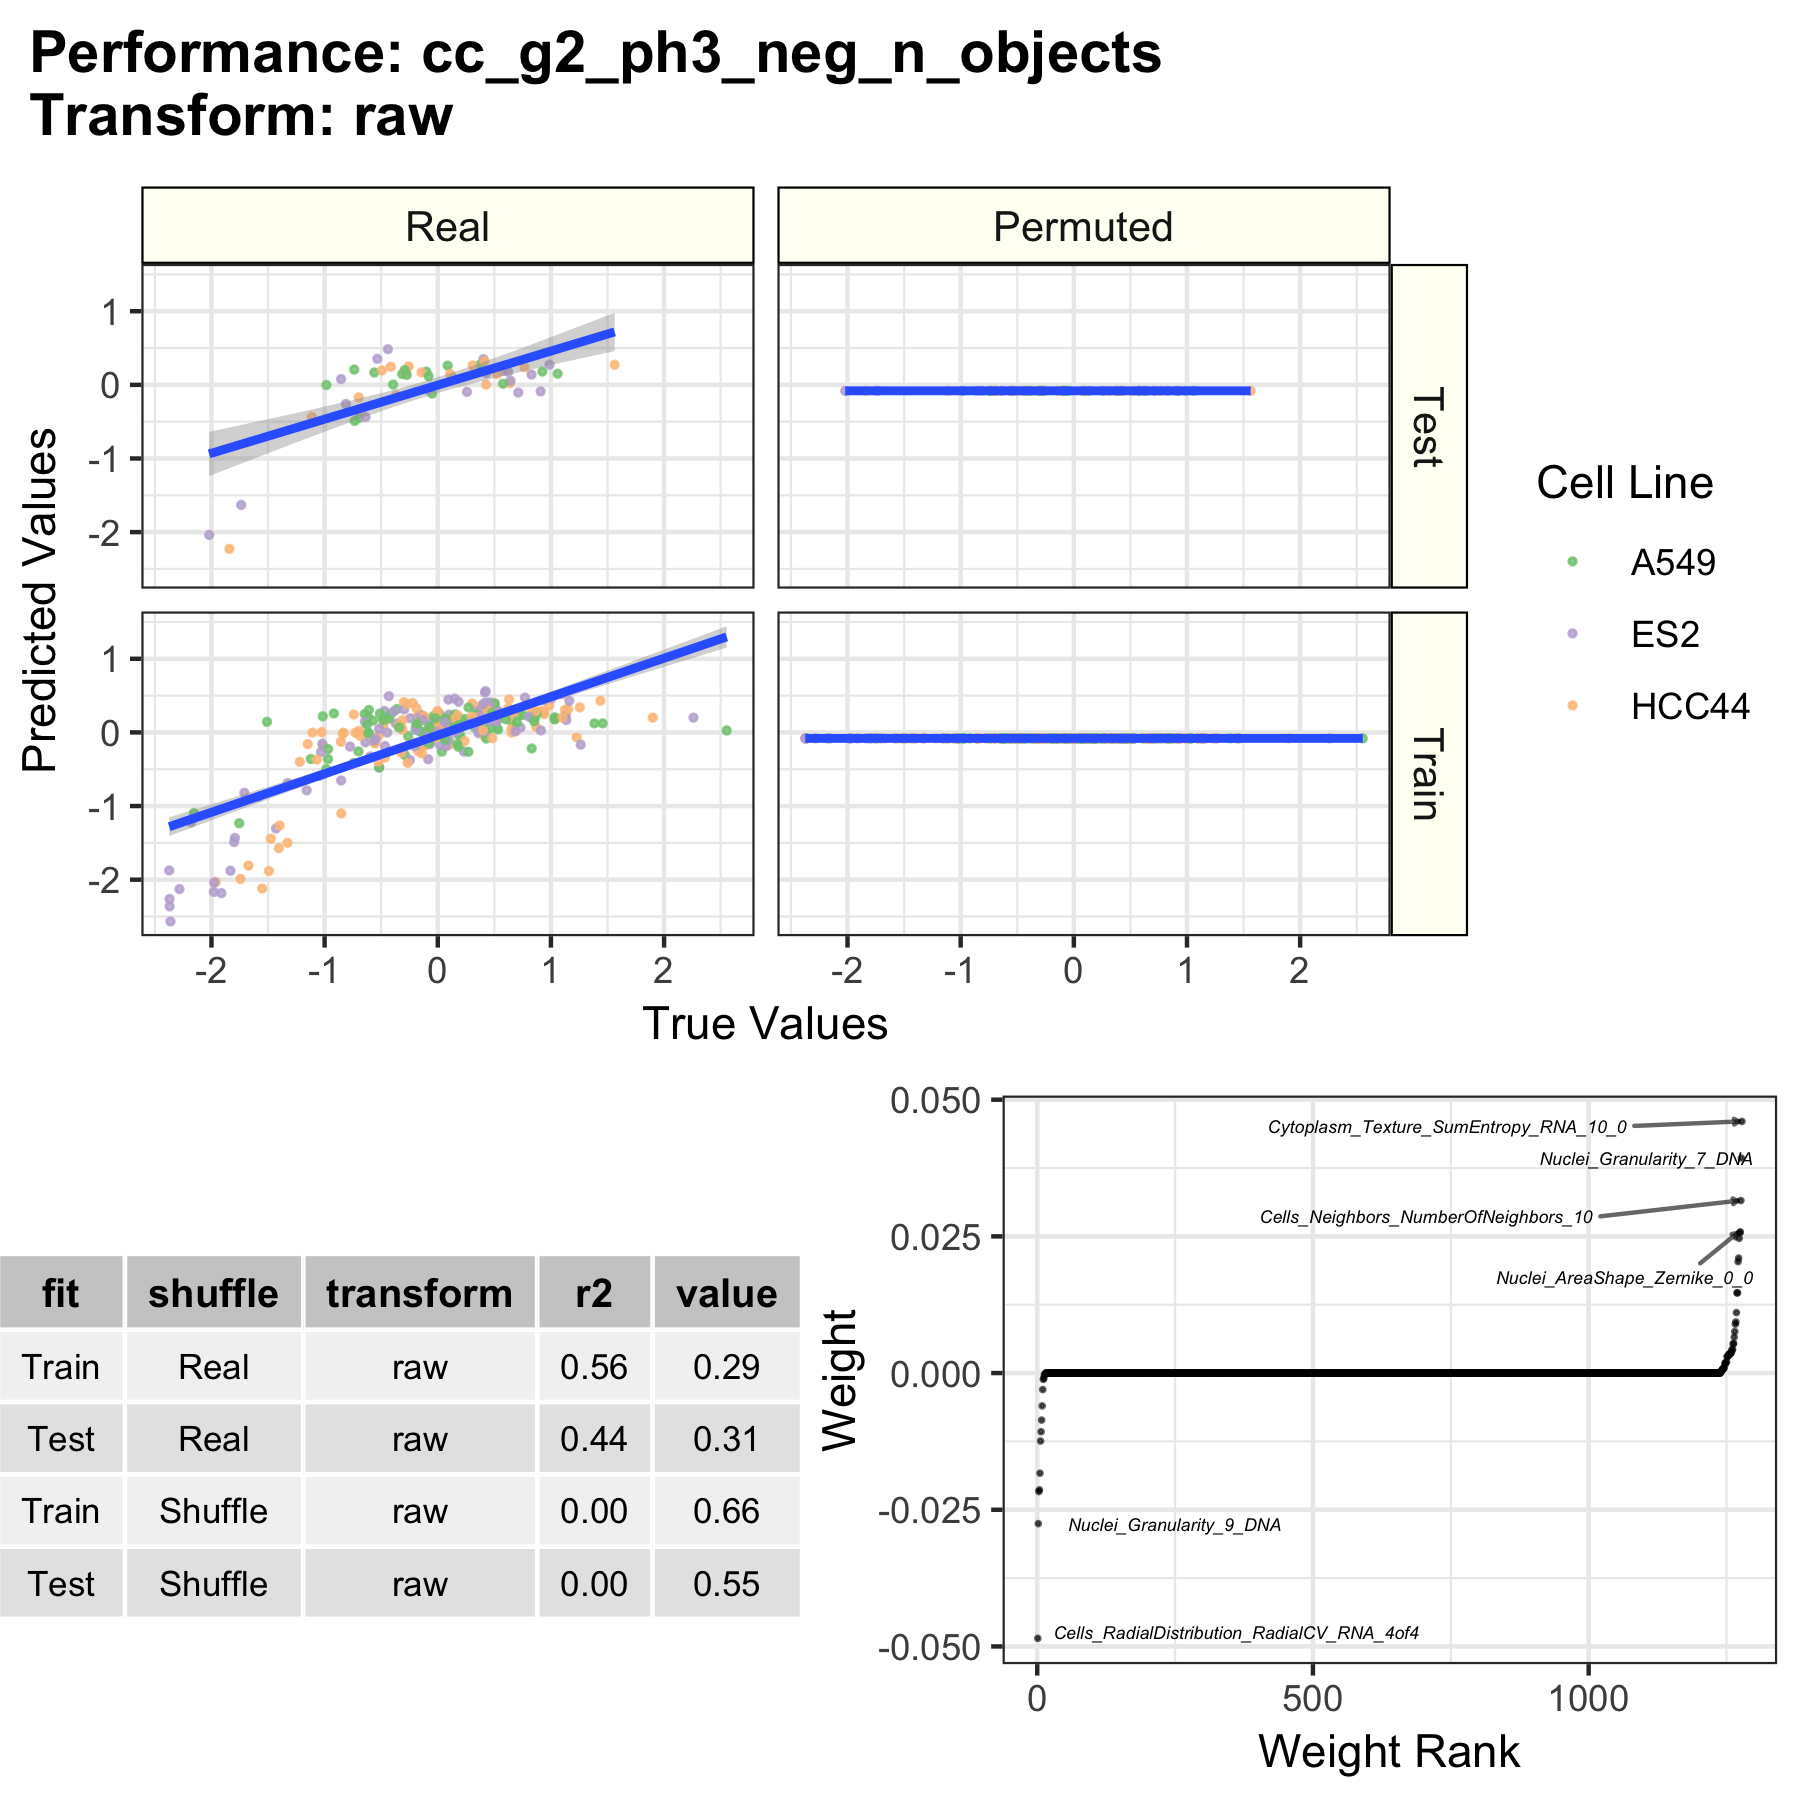 Performance: cc_g2_ph3_neg_n_objects
Transform: raw
Real
Permuted
1
0
-1
-2
Test
1
0
-1
-2
Train
Predicted Values
-2
-1
0
1
2
-2
-1
0
1
2
True Values
Cell Line
A549
ES2
HCC44
fit shuffle transform r2 value
Train Real raw 0.56 0.29
Test Real raw 0.44 0.31
Train Shuffle raw 0.00 0.66
Test Shuffle raw 0.00 0.55
Weight
0.050
0.025
0.000
-0.025
-0.050
Cytoplasm_Texture_SumEntropy_RNA_10_0
Nuclei_Granularity_7_DNA
Cells_Neighbors_NumberOfNeighbors_10
Nuclei_AreaShape_Zernike_0_0
Nuclei_Granularity_9_DNA
Cells_RadialDistribution_RadialCV_RNA_4of4
0
500
1000
Weight Rank